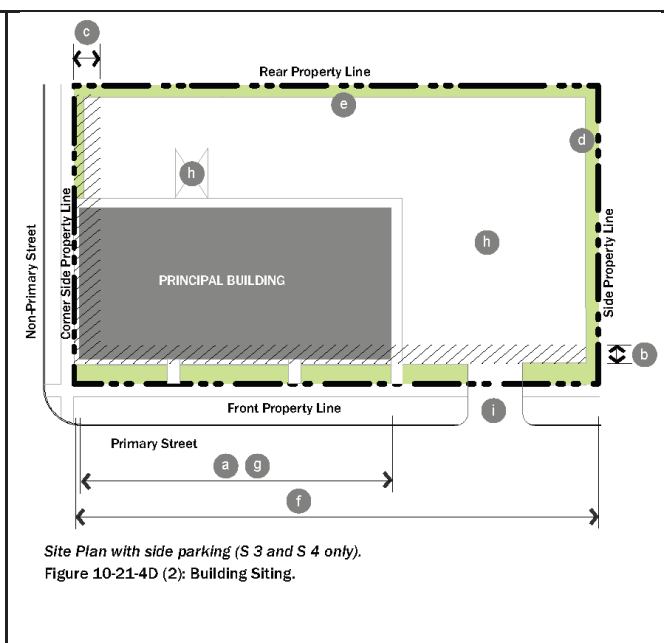 c
Rear Property Line
e
d
h
h
Non-Primary Street
Corner Side Property Line
PRINCIPAL BUILDING
Side Property Line
b
Front Property Line
i
Primary Street
a g
f
Site Plan with side parking (S 3 and S 4 only).
Figure 10-21-4D (2): Building Siting.